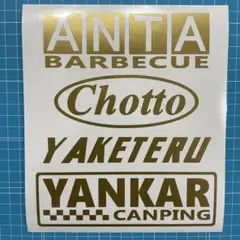 ANTA
BARBECUE
Chotto
YAKETERU
YANKAR
CANPING